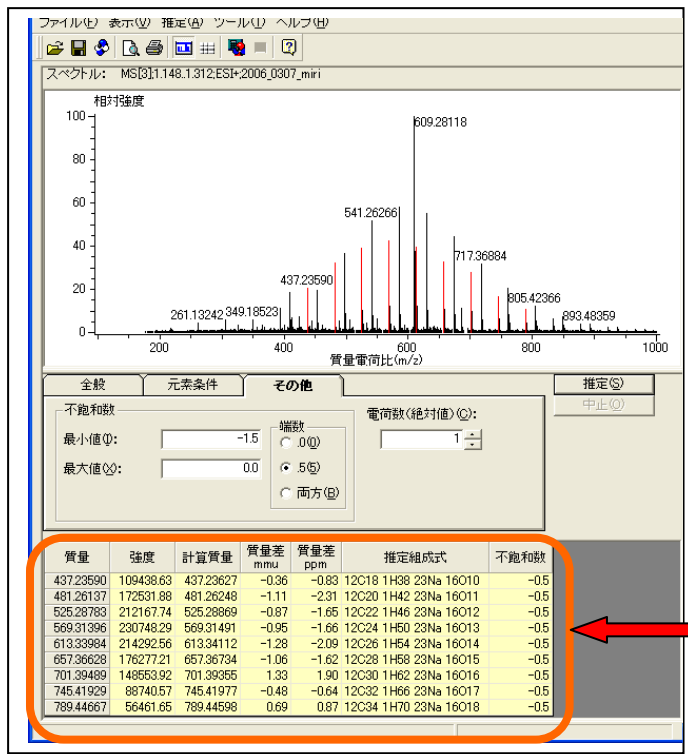 ファイル(F) 表示(V) 推定(A) ツール(T) ヘルプ(H)
スペクトル: MS[3];1.148..1.312;ESI+;2006_0307_miri
相対強度
100
80
60
40
20
0
609.28118
541.26266
717.36884
437.23590
805.42366
261.13242
349.18523
893.48359
200
400
600
800
1000
質量電荷比(m/z)
全般
元素条件
その他
推定(S)
中止(O)
不飽和数
最小値(I): -1.5
最大値(X): 0.0
端数
.0(0)
.5(5)
両方(B)
電荷数(絶対値)(C):
1
質量 強度 計算質量 質量差 mmu 質量差 ppm 推定組成式 不飽和数
437.23590 109438.63 437.23627 -0.36 -0.83 12C18 1H38 23Na 16O10 -0.5
481.26137 172531.88 481.26248 -1.11 -2.31 12C20 1H42 23Na 16O11 -0.5
525.28783 212167.74 525.28869 -0.87 -1.65 12C22 1H46 23Na 16O12 -0.5
569.31396 230748.29 569.31491 -0.95 -1.66 12C24 1H50 23Na 16O13 -0.5
613.33984 214292.56 613.34112 -1.28 -2.09 12C26 1H54 23Na 16O14 -0.5
657.36628 176277.21 657.36734 -1.06 -1.62 12C28 1H58 23Na 16O15 -0.5
701.39489 148553.92 701.39355 1.33 1.90 12C30 1H62 23Na 16O16 -0.5
745.41929 88740.57 745.41977 -0.48 -0.64 12C32 1H66 23Na 16O17 -0.5
789.44667 56461.65 789.44598 0.69 0.87 12C34 1H70 23Na 16O18 -0.5